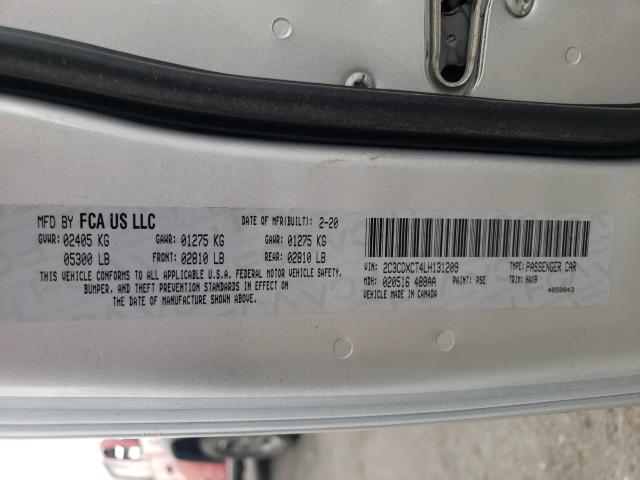 MFD BY FCA US LLC DATE OF MFR(BUILT): 2-20
GVWR: 02405 KG GAWR: 01275 KG GAWR: 01275 KG
05300 LB FRONT: 02810 LB REAR: 02810 LB
THIS VEHICLE CONFORMS TO ALL APPLICABLE U.S.A. FEDERAL MOTOR VEHICLE SAFETY,
BUMPER, AND THEFT PREVENTION STANDARDS IN EFFECT ON
THE DATE OF MANUFACTURE SHOWN ABOVE.
VIN: 2C3CDXCT4LH131209 TYPE: PASSENGER CAR
MDH: 020516 488AA PAINT: PSE TRIM: HAX9
VEHICLE MADE IN CANADA 4658643